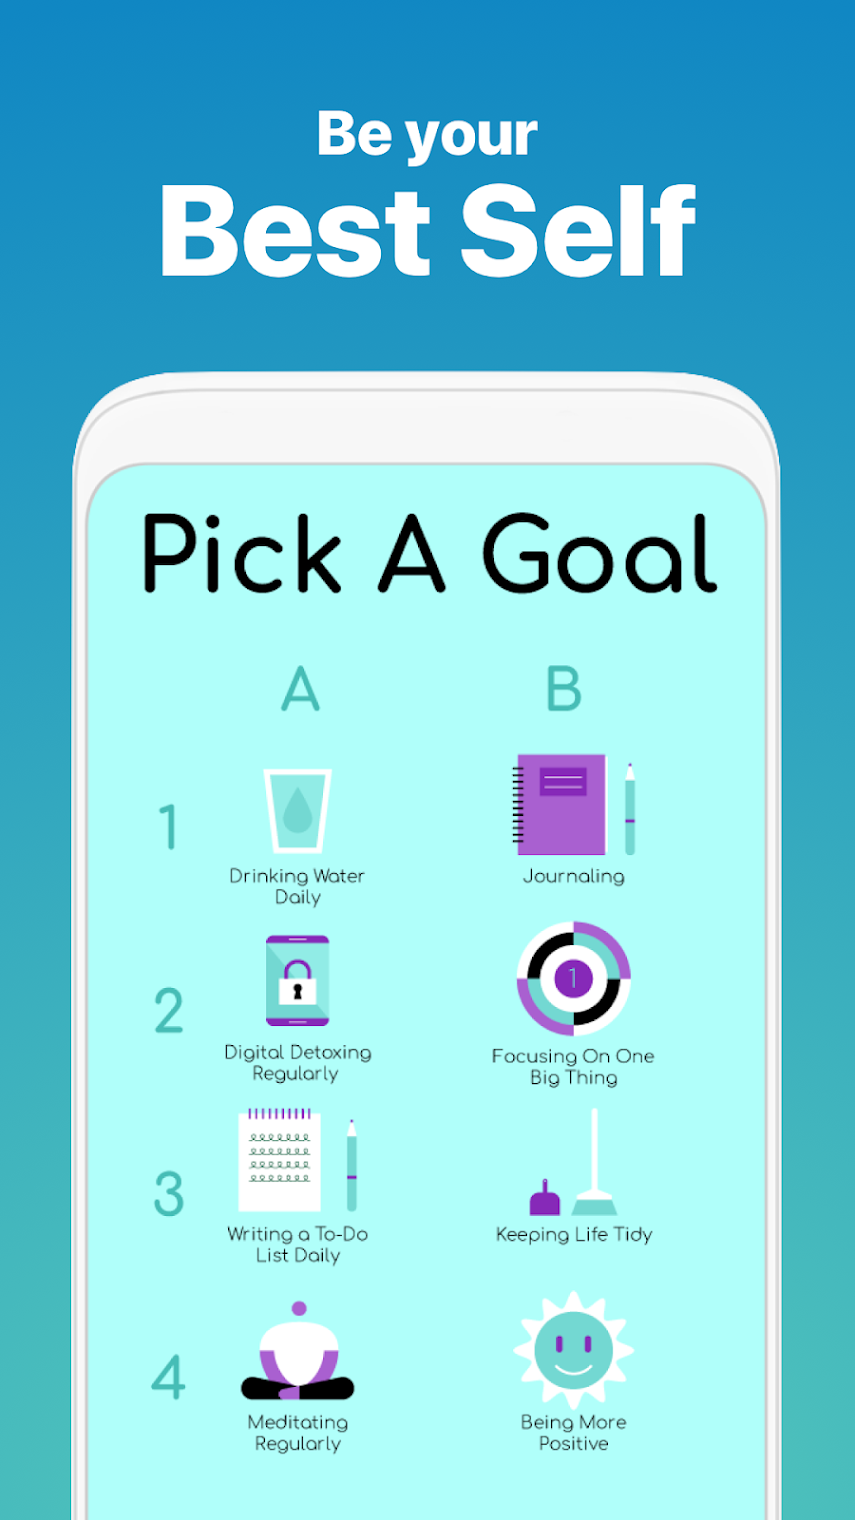 Be your
Best Self
Pick A Goal
A B
1
Drinking Water
Daily
Journaling
2
1
Digital Detoxing
Regularly
Focusing On One
Big Thing
3
Writing a To-Do
List Daily
Keeping Life Tidy
4
Meditating
Regularly
Being More
Positive